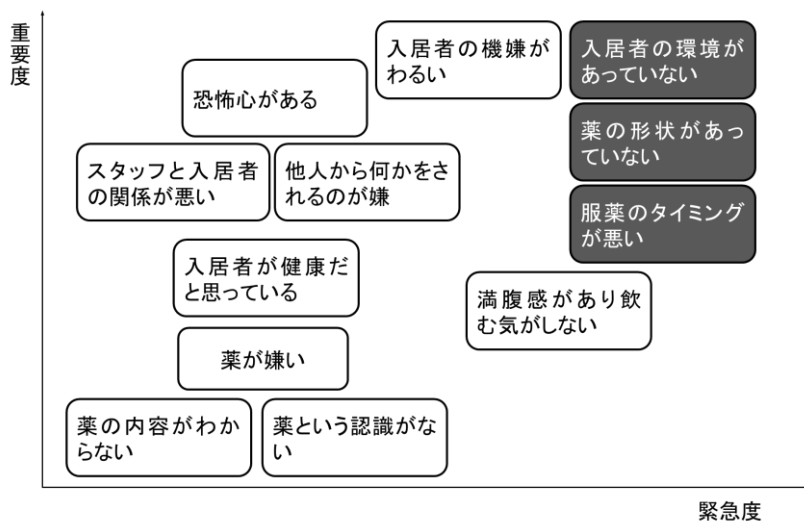 重要度
入居者の機嫌が
わるい
入居者の環境が
あっていない
恐怖心がある
薬の形状があっ
ていない
スタッフと入居者
の関係が悪い
他人から何かをさ
れるのが嫌
服薬のタイミング
が悪い
入居者が健康だ
と思っている
満腹感があり飲
む気がしない
薬が嫌い
薬の内容がわか
らない
薬という認識がな
い
緊急度